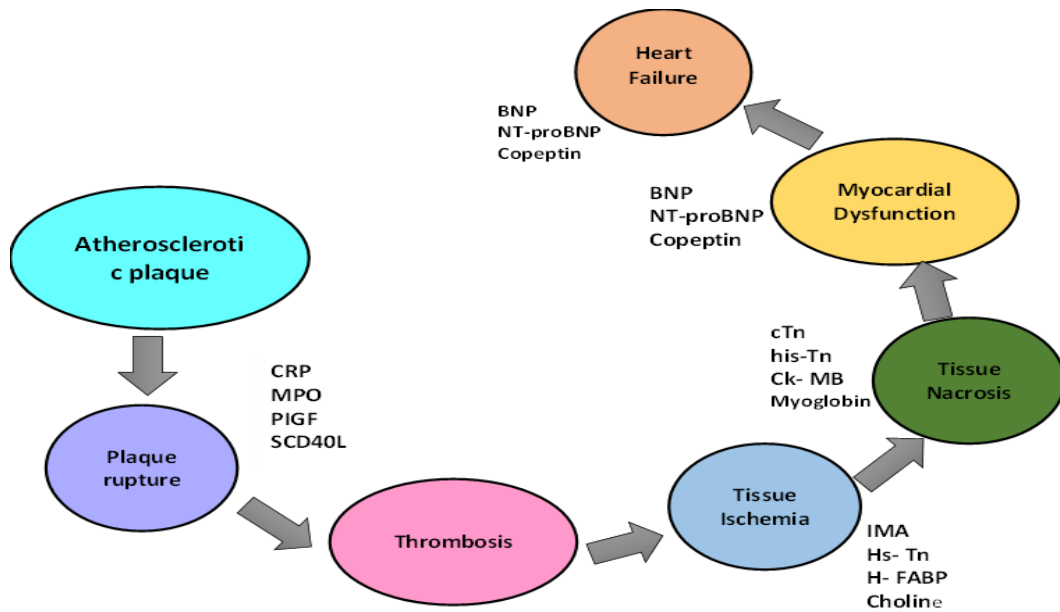 Atheroscleroti
c plaque
CRP
MPO
PIGF
SCD40L
Plaque
rupture
Thrombosis
Tissue
Ischemia
IMA
Hs- Tn
H- FABP
Choline
cTn
his-Tn
Ck- MB
Myoglobin
Tissue
Nacrosis
BNP
NT-proBNP
Copeptin
Myocardial
Dysfunction
BNP
NT-proBNP
Copeptin
Heart
Failure